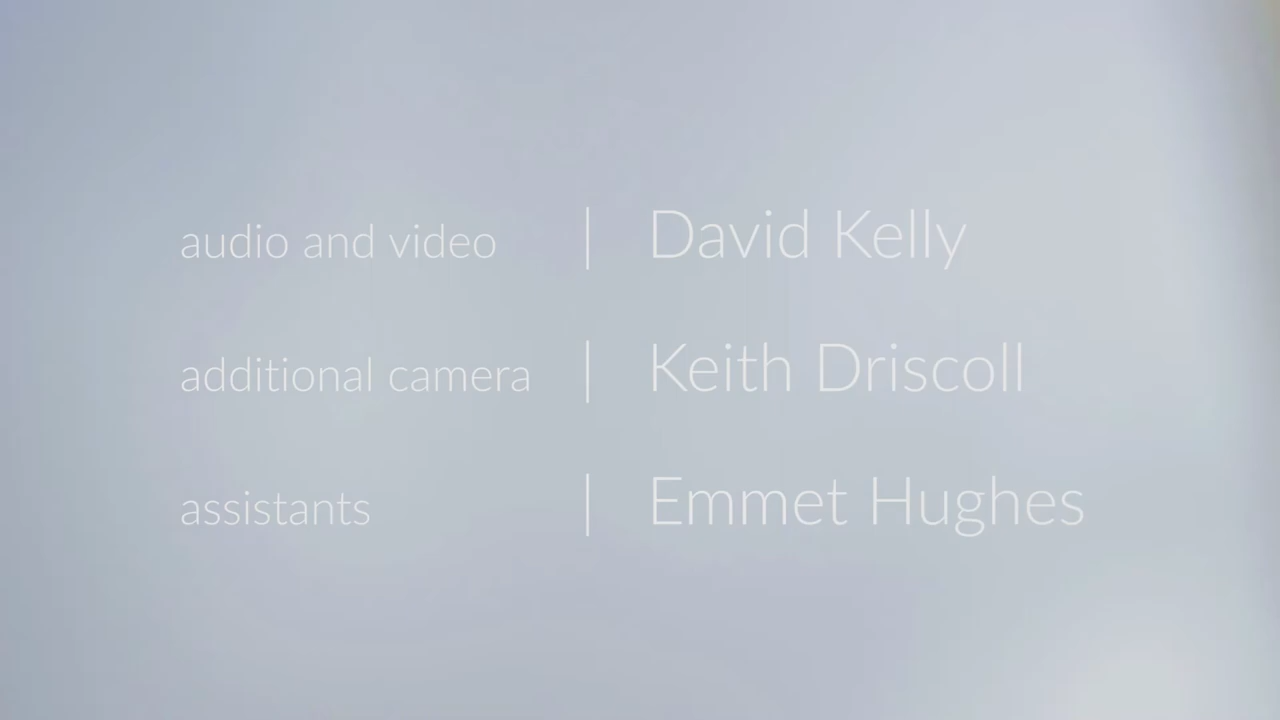 audio and video | David Kelly
additional camera | Keith Driscoll
assistants | Emmet Hughes